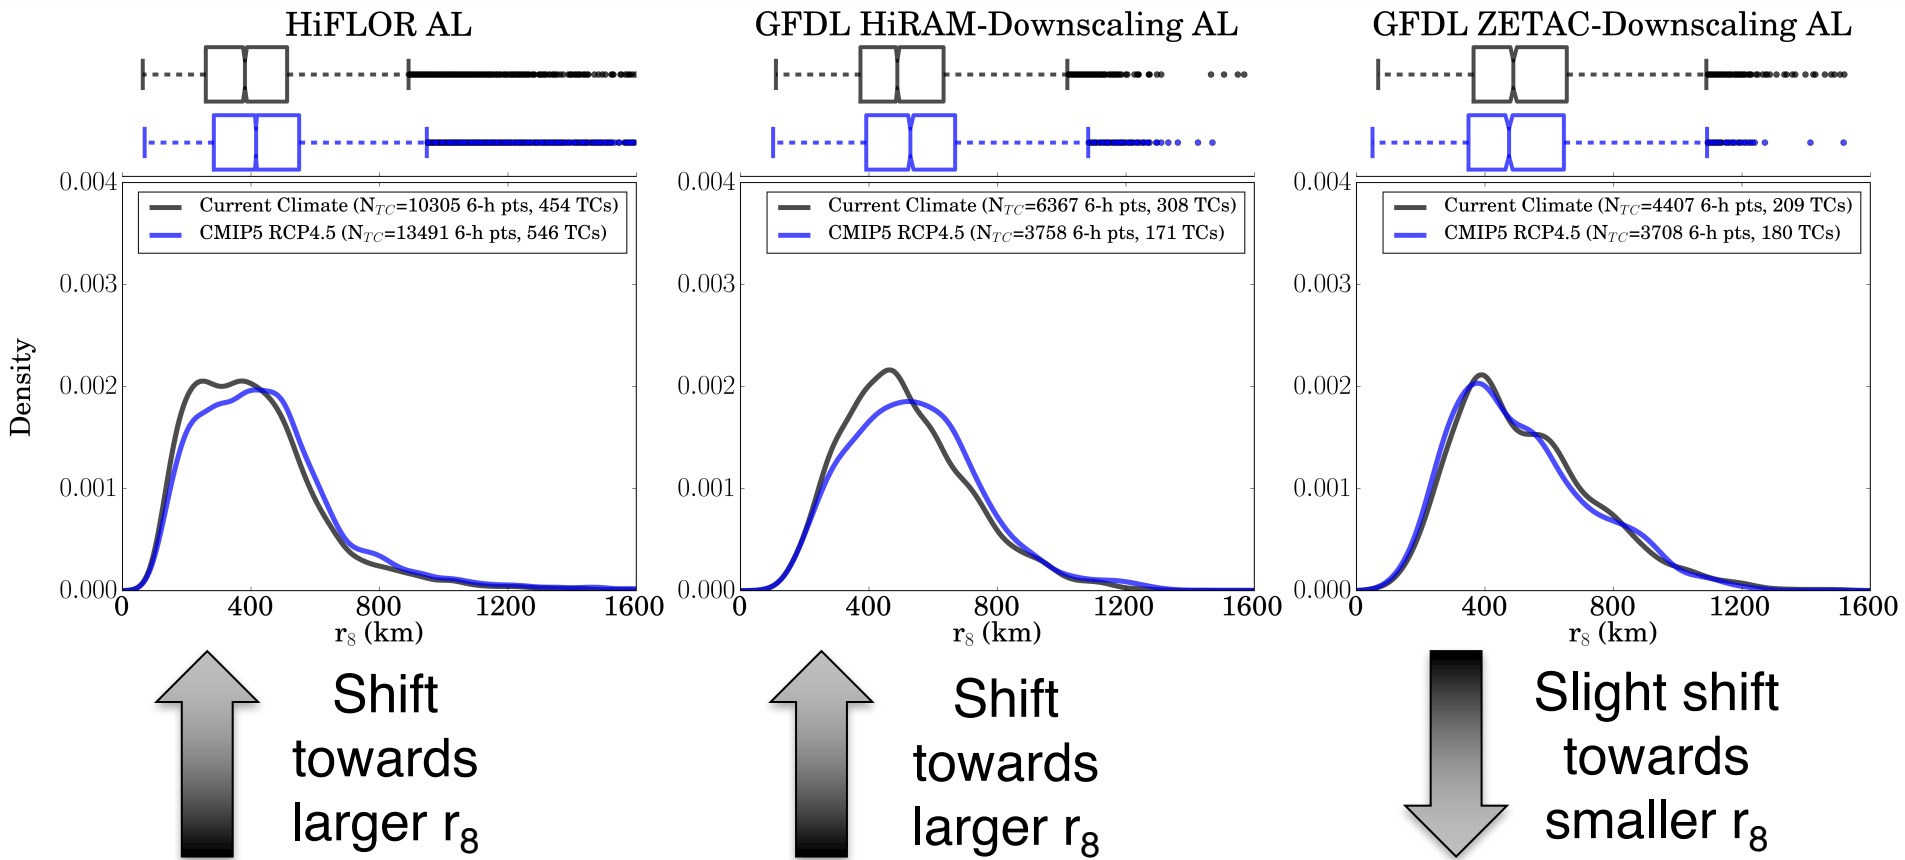 HiFLOR AL
GFDL HiRAM-Downscaling AL
GFDL ZETAC-Downscaling AL
0.004
0.003
0.002
0.001
0.000
Density
Current Climate (N_TC=10305 6-h pts, 454 TCs)
CMIP5 RCP4.5 (N_TC=13491 6-h pts, 546 TCs)
0
400
800
1200
1600
r₈ (km)
0.004
0.003
0.002
0.001
0.000
Current Climate (N_TC=6367 6-h pts, 308 TCs)
CMIP5 RCP4.5 (N_TC=3758 6-h pts, 171 TCs)
0
400
800
1200
1600
r₈ (km)
0.004
0.003
0.002
0.001
0.000
Current Climate (N_TC=4407 6-h pts, 209 TCs)
CMIP5 RCP4.5 (N_TC=3708 6-h pts, 180 TCs)
0
400
800
1200
1600
r₈ (km)
Shift
towards
larger r₈
Shift
towards
larger r₈
Slight shift
towards
smaller r₈